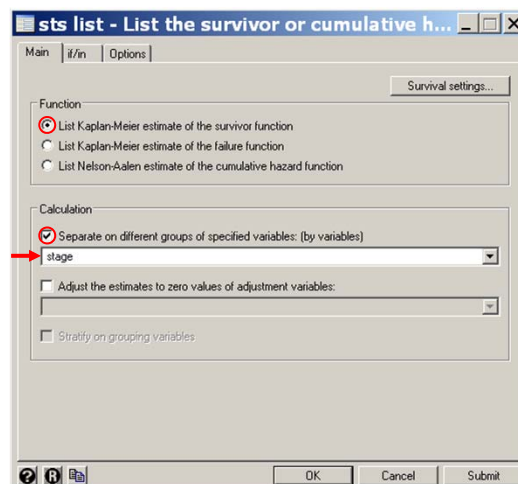 sts list - List the survivor or cumulative h...
Main if/in Options
Survival settings...
Function
List Kaplan-Meier estimate of the survivor function
List Kaplan-Meier estimate of the failure function
List Nelson-Aalen estimate of the cumulative hazard function
Calculation
Separate on different groups of specified variables: (by variables)
stage
Adjust the estimates to zero values of adjustment variables:
Stratify on grouping variables
? R OK Cancel Submit